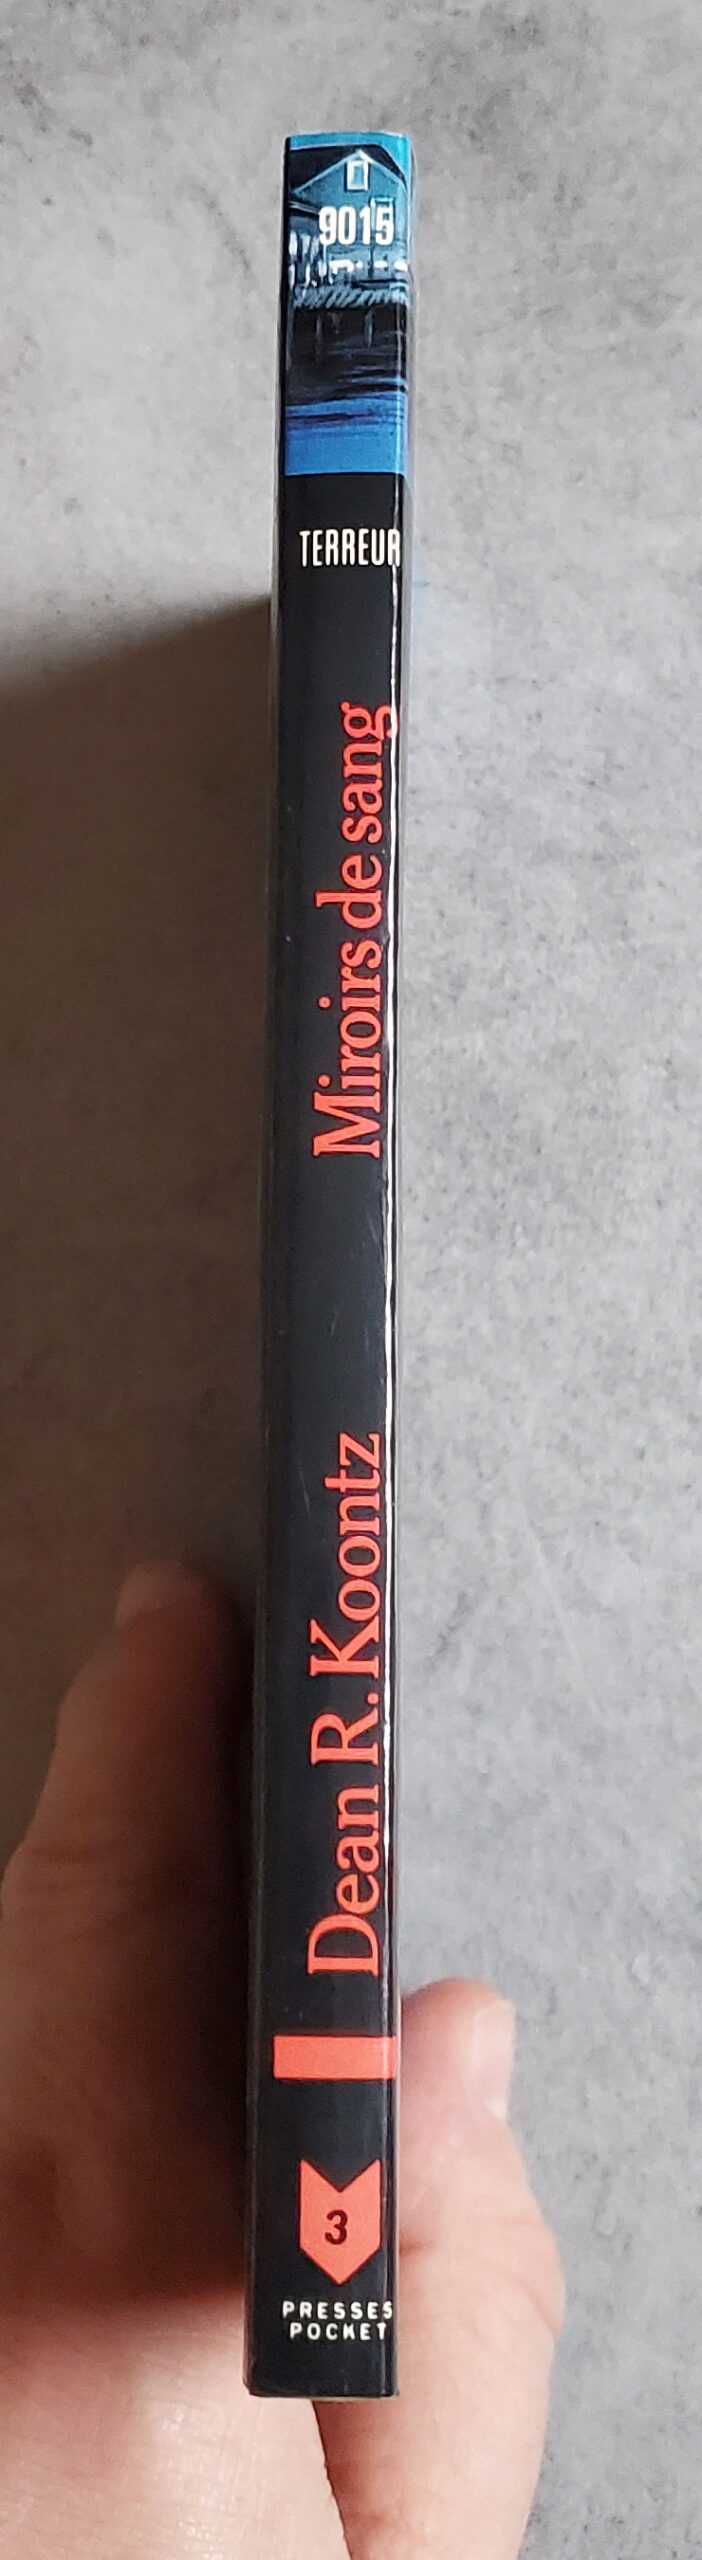 9015
TERREUR
Miroirs de sang
Dean R. Koontz
3
PRESSES
POCKET